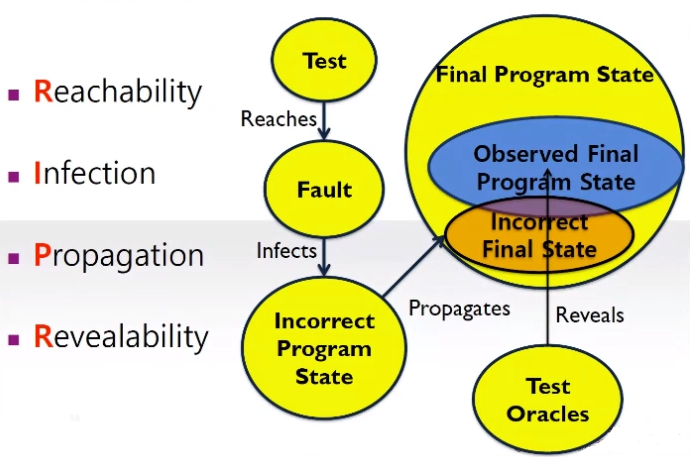 Reachability
Infection
Propagation
Revealability
Test
Reaches
Fault
Infects
Incorrect
Program
State
Propagates
Final Program State
Observed Final
Program State
Incorrect
Final State
Reveals
Test
Oracles